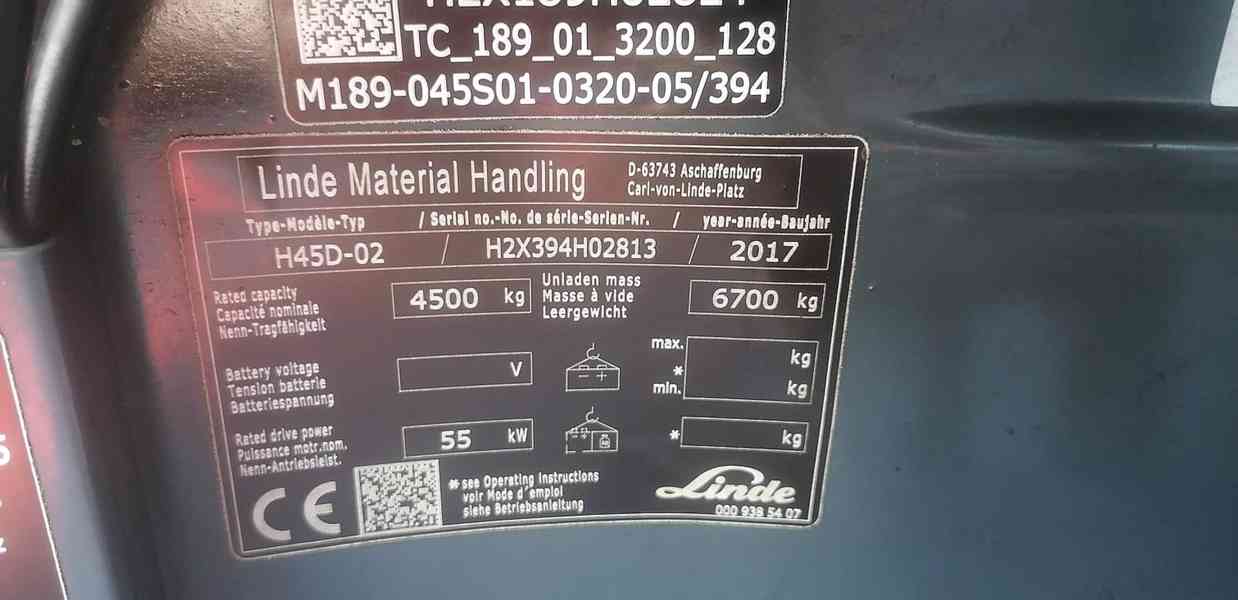 TC_189_01_3200_128
M189-045S01-0320-05/394
Linde Material Handling
D-63743 Aschaffenburg
Carl-von-Linde-Platz
Type-Modèle-Typ / Serial no.-No. de série-Serien-Nr. / year-année-Baujahr
H45D-02 / H2X394H02813 / 2017
Rated capacity
Capacité nominale
Nenn-Tragfähigkeit
4500 kg
Unladen mass
Masse à vide
Leergewicht
6700 kg
Battery voltage
Tension batterie
Batteriespannung
V
max. kg
*
min. kg
Rated drive power
Puissance motr.nom.
Nenn-Antriebsleist.
55 kW
* kg
CE
* see Operating Instructions
voir Mode d'emploi
siehe Betriebsanleitung
Linde
000 938 54 07